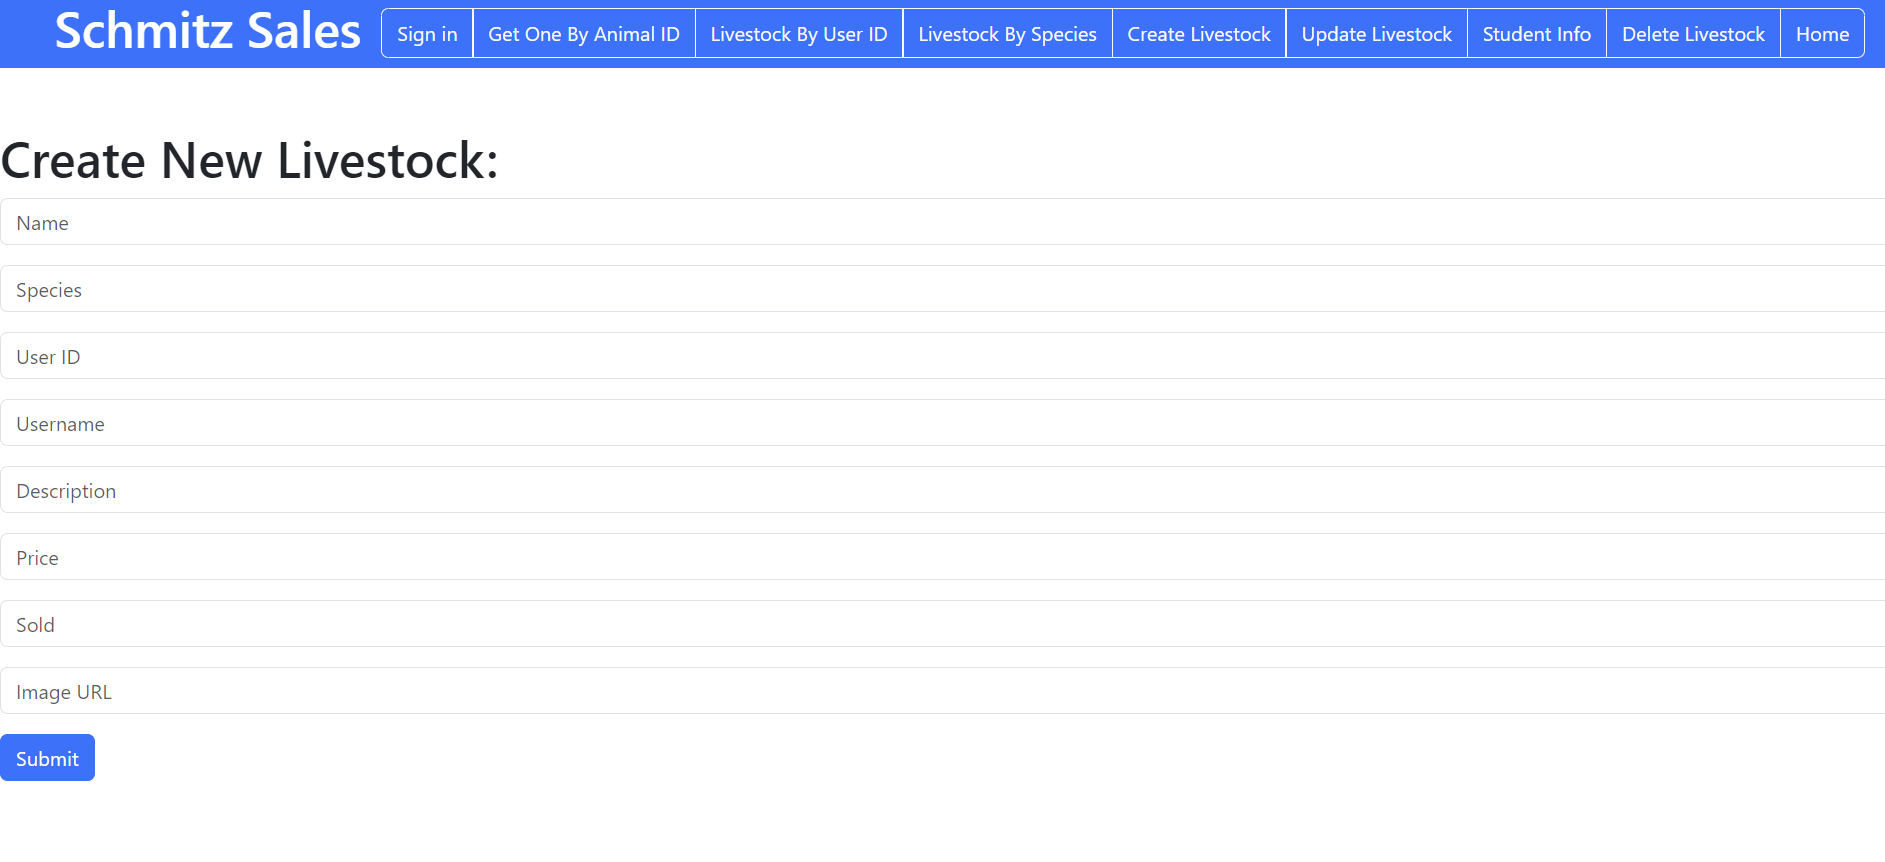 Schmitz Sales Sign in Get One By Animal ID Livestock By User ID Livestock By Species Create Livestock Update Livestock Student Info Delete Livestock Home
Create New Livestock:
Name
Species
User ID
Username
Description
Price
Sold
Image URL
Submit